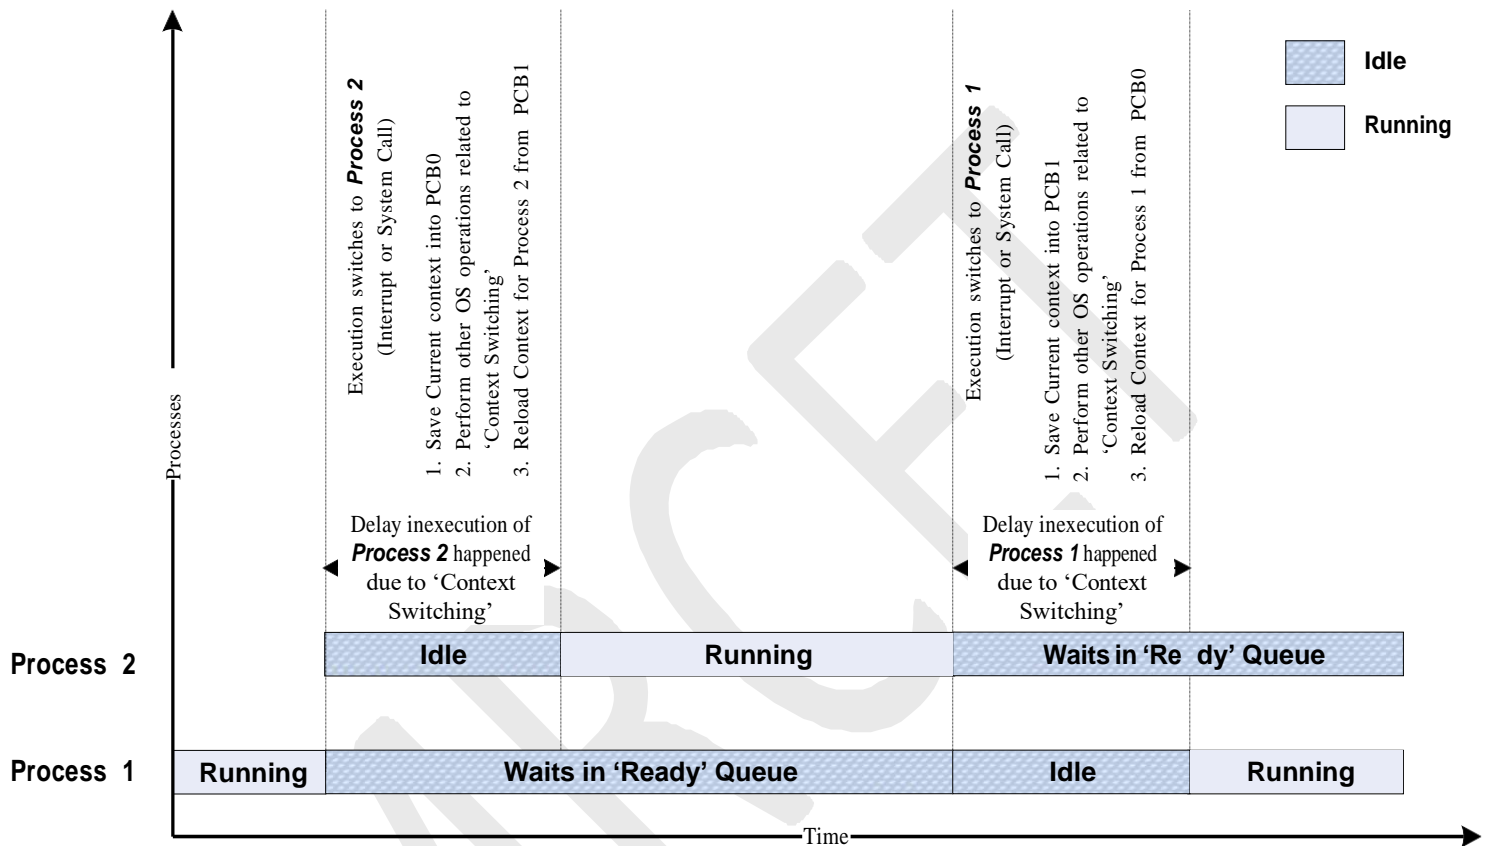 Idle
Running
Execution switches to Process 2
(Interrupt or System Call)
1. Save Current context into PCB0
2. Perform other OS operations related to
‘Context Switching’
3. Reload Context for Process 2 from PCB1
Execution switches to Process 1
(Interrupt or System Call)
1. Save Current context into PCB1
2. Perform other OS operations related to
‘Context Switching’
3. Reload Context for Process 1 from PCB0
Processes
Delay inexecution of
Process 2 happened
due to ‘Context
Switching’
Delay inexecution of
Process 1 happened
due to ‘Context
Switching’
Process 2
Idle
Running
Waits in ‘Re dy’ Queue
Process 1
Running
Waits in ‘Ready’ Queue
Idle
Running
Time
MRCET